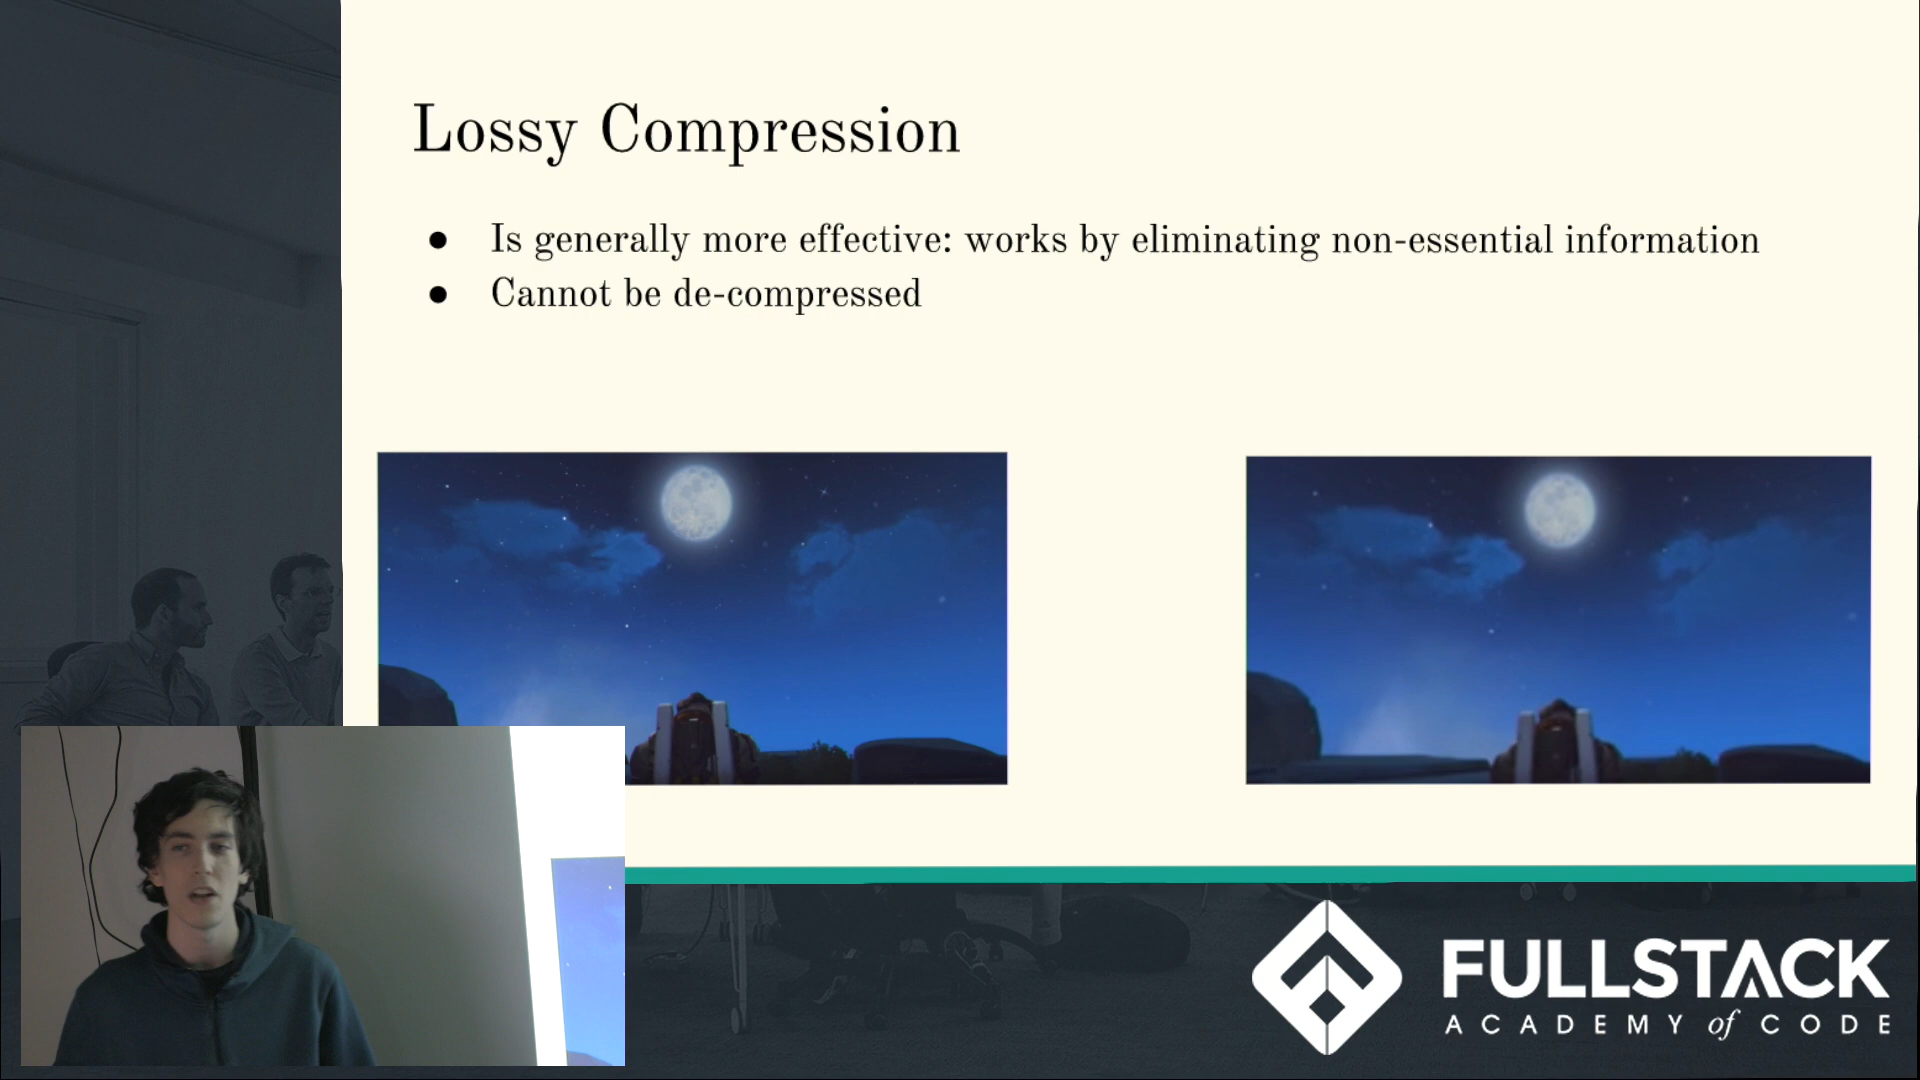 Lossy Compression
● Is generally more effective: works by eliminating non-essential information
● Cannot be de-compressed
FULLSTACK
ACADEMY of CODE